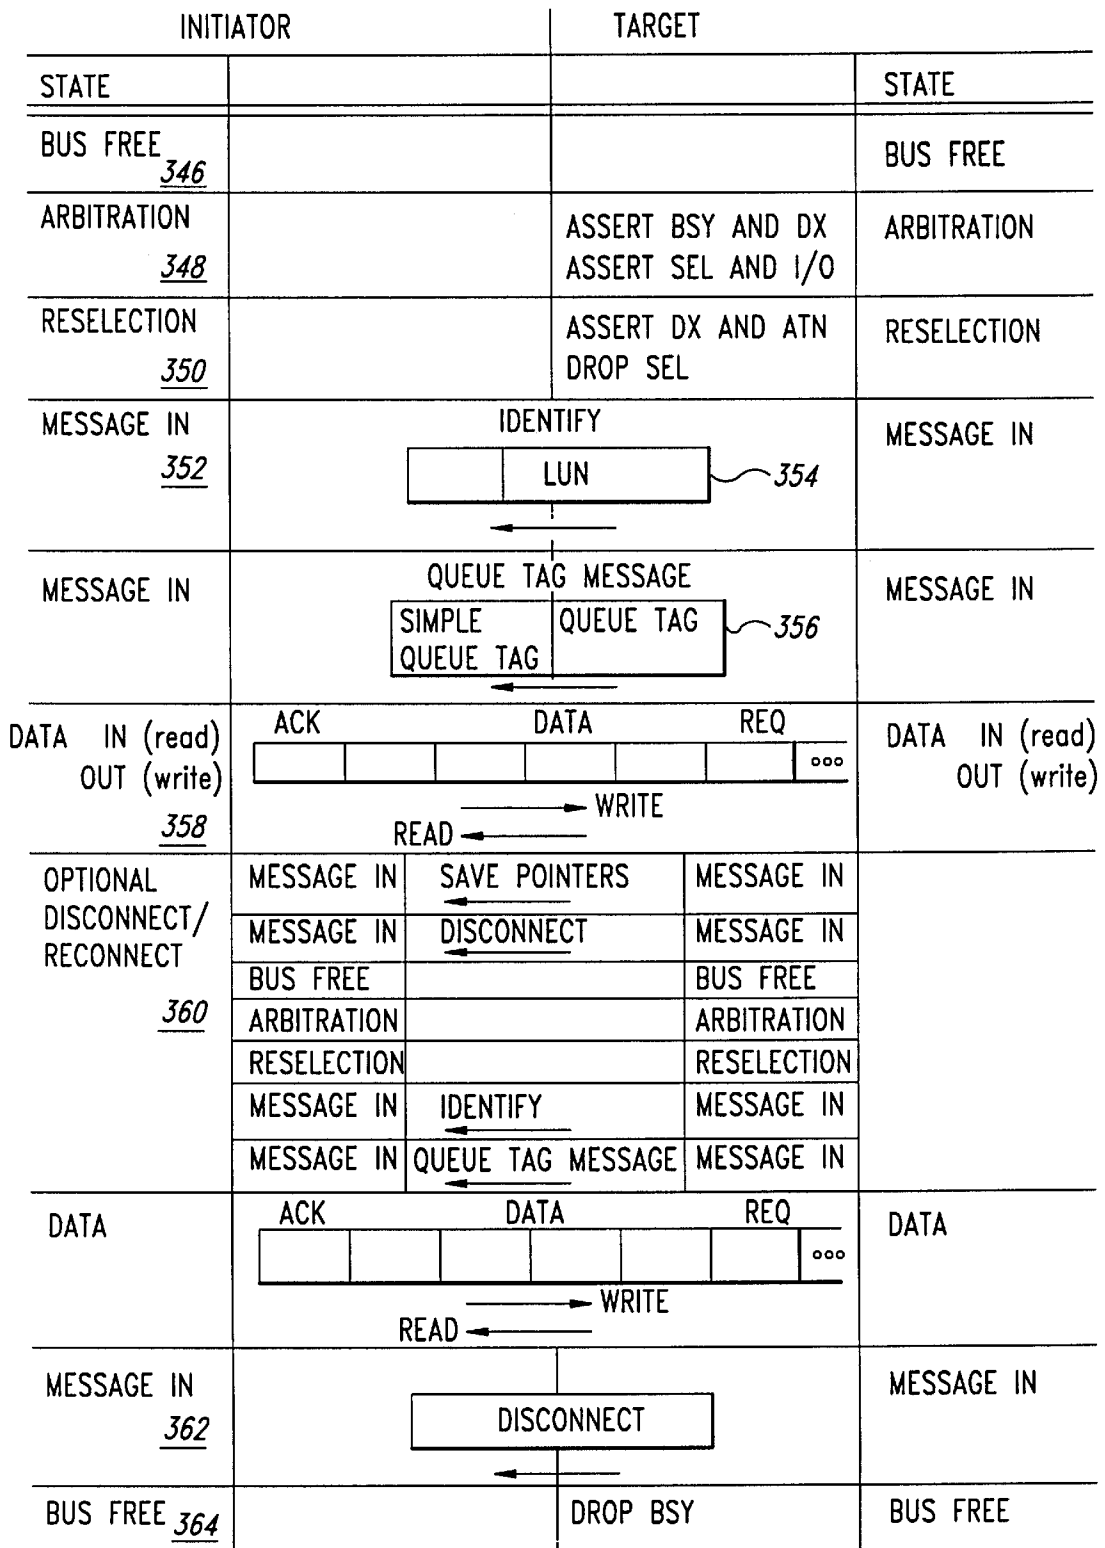 INITIATOR TARGET
STATE STATE
BUS FREE 346 BUS FREE
ARBITRATION 348 ASSERT BSY AND DX ARBITRATION
ASSERT SEL AND I/O
RESELECTION 350 ASSERT DX AND ATN RESELECTION
DROP SEL
MESSAGE IN 352 IDENTIFY MESSAGE IN
LUN 354
MESSAGE IN QUEUE TAG MESSAGE MESSAGE IN
SIMPLE QUEUE TAG 356
QUEUE TAG
ACK DATA REQ
DATA IN (read) DATA IN (read)
OUT (write) ooo OUT (write)
WRITE
358 READ
OPTIONAL MESSAGE IN SAVE POINTERS MESSAGE IN
DISCONNECT/ MESSAGE IN DISCONNECT MESSAGE IN
RECONNECT
BUS FREE BUS FREE
360 ARBITRATION ARBITRATION
RESELECTION RESELECTION
MESSAGE IN IDENTIFY MESSAGE IN
MESSAGE IN QUEUE TAG MESSAGE MESSAGE IN
DATA ACK DATA REQ DATA
ooo
WRITE
READ
MESSAGE IN MESSAGE IN
362 DISCONNECT
BUS FREE 364 DROP BSY BUS FREE